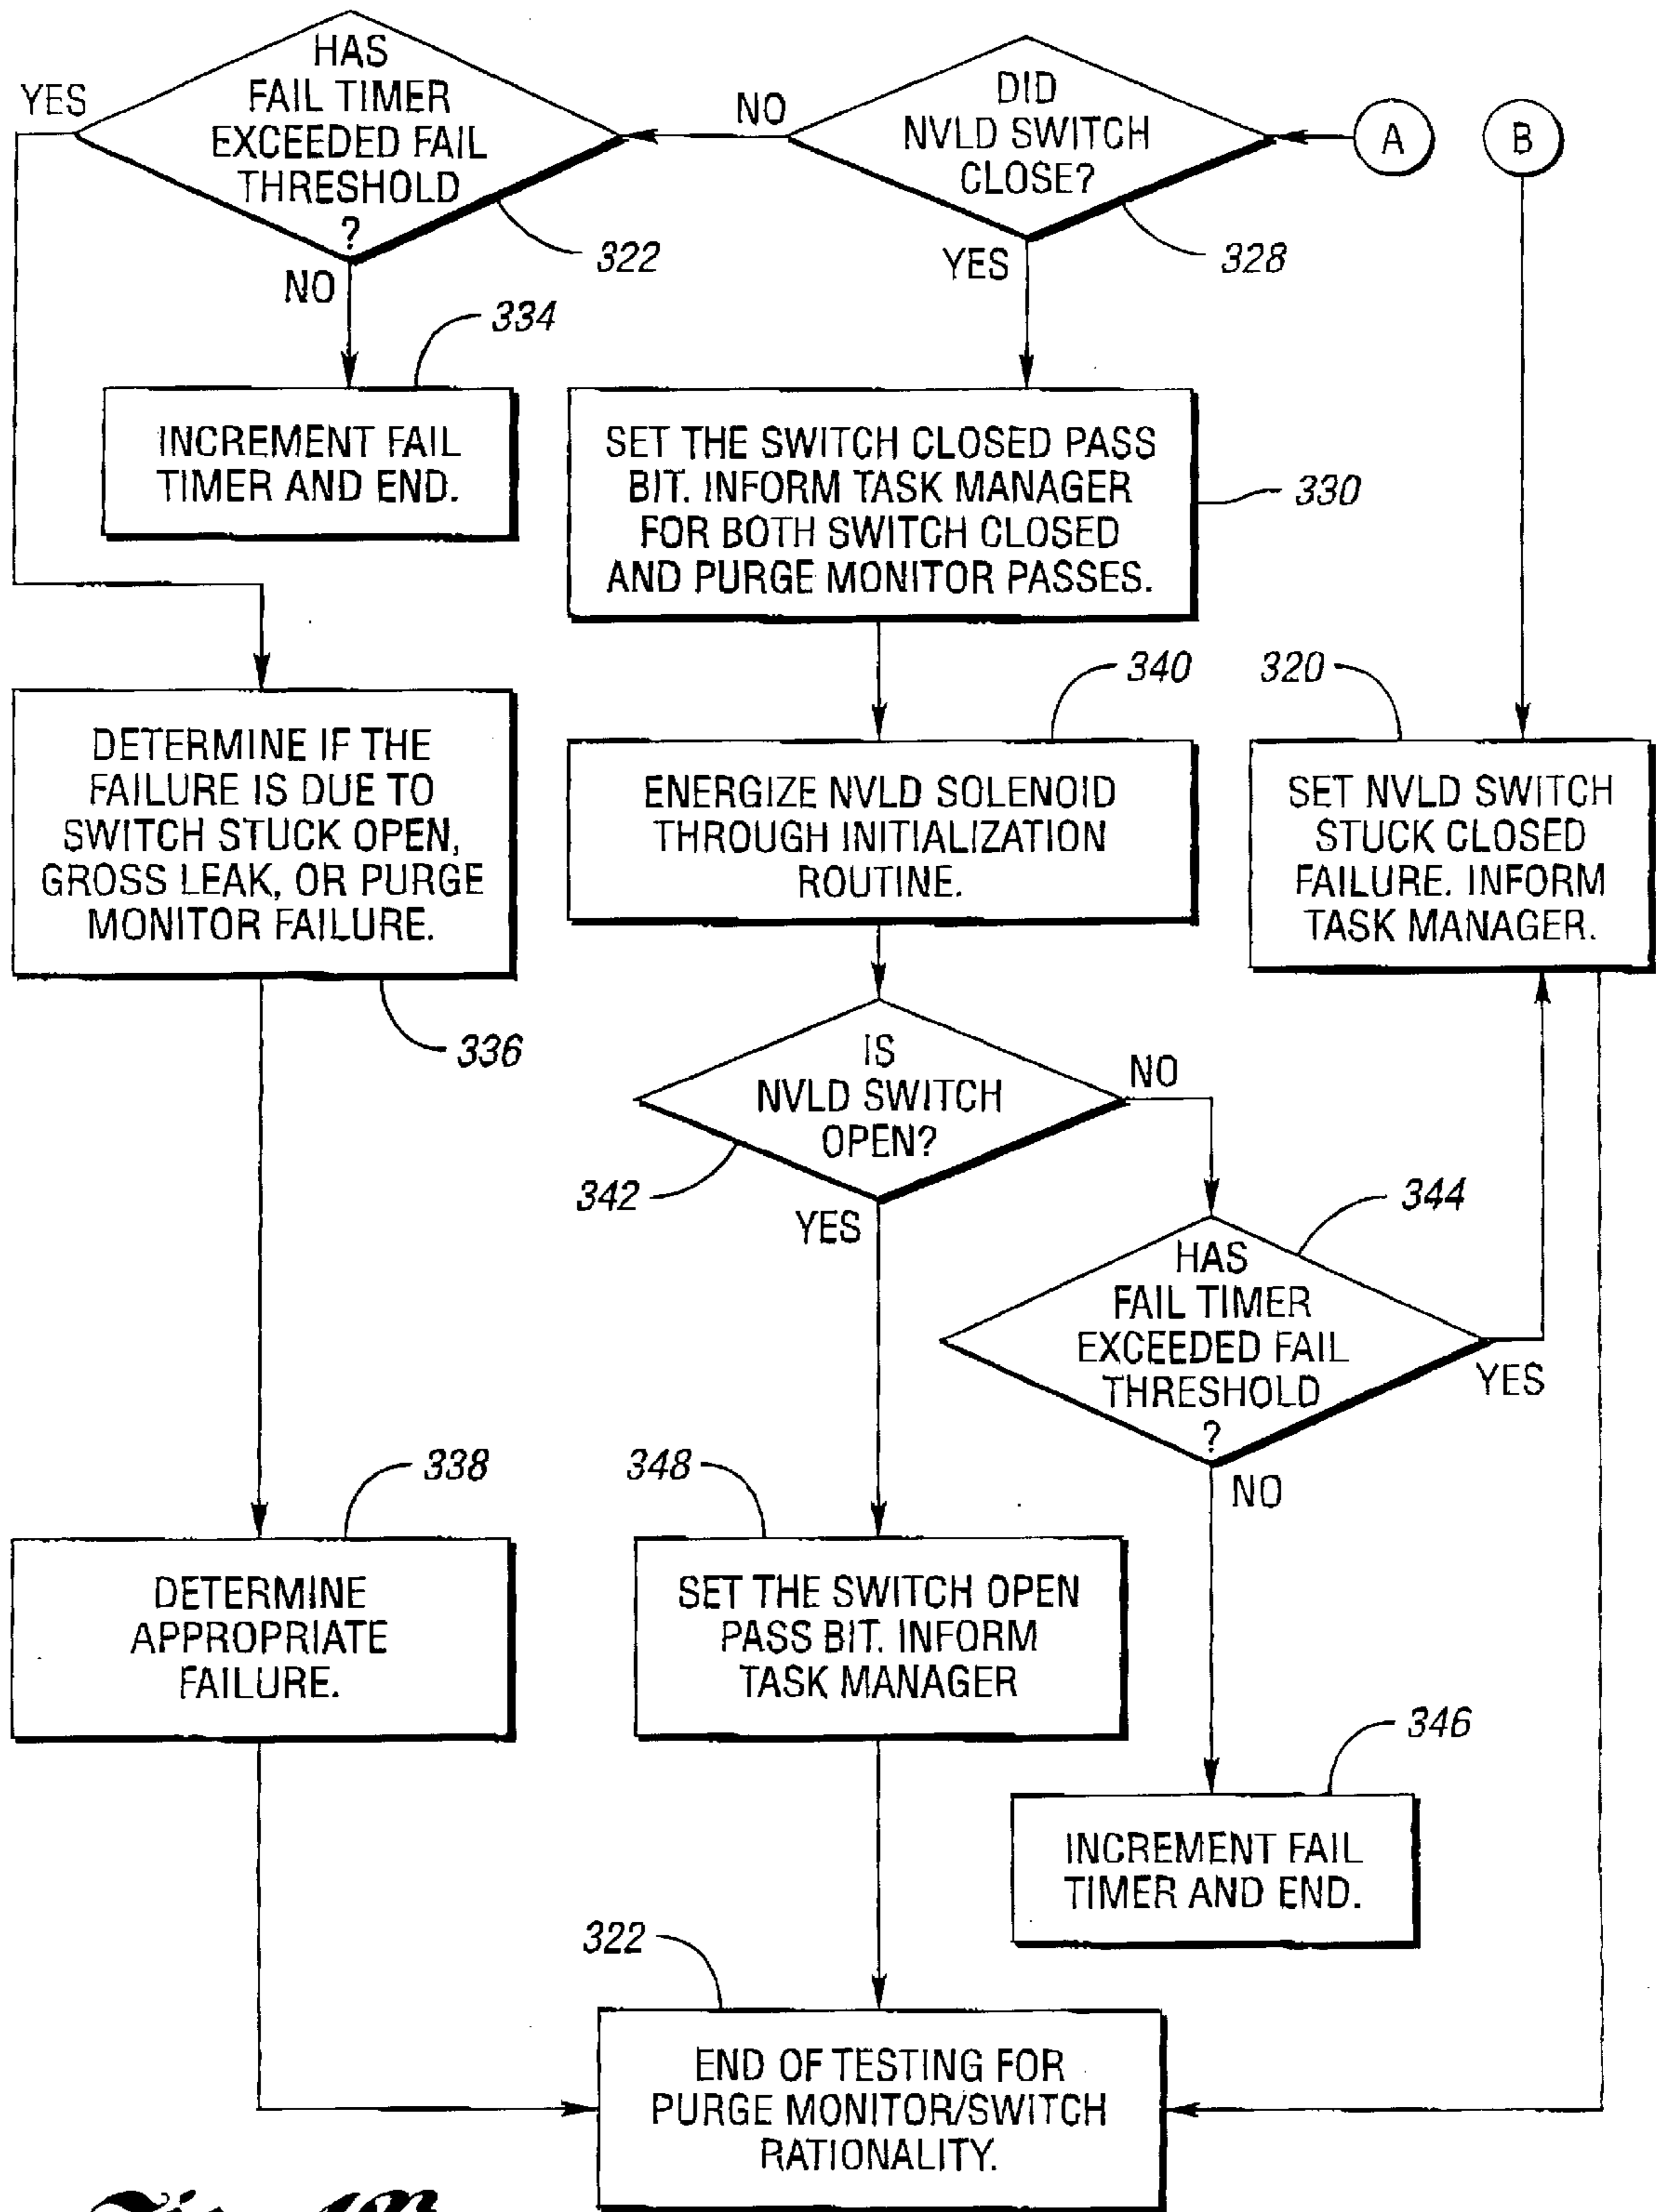 HAS
FAIL TIMER
EXCEEDED FAIL
THRESHOLD
?
YES
NO
322
DID
NVLD SWITCH
CLOSE?
NO
YES
328
A
B
334
INCREMENT FAIL
TIMER AND END.
SET THE SWITCH CLOSED PASS
BIT. INFORM TASK MANAGER
FOR BOTH SWITCH CLOSED
AND PURGE MONITOR PASSES.
330
DETERMINE IF THE
FAILURE IS DUE TO
SWITCH STUCK OPEN,
GROSS LEAK, OR PURGE
MONITOR FAILURE.
336
340
ENERGIZE NVLD SOLENOID
THROUGH INITIALIZATION
ROUTINE.
320
SET NVLD SWITCH
STUCK CLOSED
FAILURE. INFORM
TASK MANAGER.
IS
NVLD SWITCH
OPEN?
NO
342
YES
344
HAS
FAIL TIMER
EXCEEDED FAIL
THRESHOLD
?
YES
NO
338
DETERMINE
APPROPRIATE
FAILURE.
348
SET THE SWITCH OPEN
PASS BIT. INFORM
TASK MANAGER
346
INCREMENT FAIL
TIMER AND END.
322
END OF TESTING FOR
PURGE MONITOR/SWITCH
RATIONALITY.